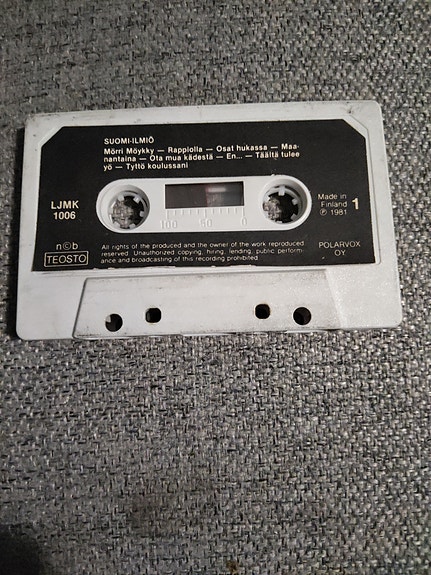 SUOMI-ILMIÖ
Mörri Möykky — Rappiolla — Osat hukassa — Maa-
nantaina — Ota mua kädestä — En... — Täältä tulee
yö — Tyttö koulussani
LJMK
1006
100 50 0
Made in
Finland
℗ 1981
1
n©b
TEOSTO
All rights of the produced and the owner of the work reproduced
reserved. Unauthorized copying, hiring, lending, public perform-
ance and broadcasting of this recording prohibited
POLARVOX
OY